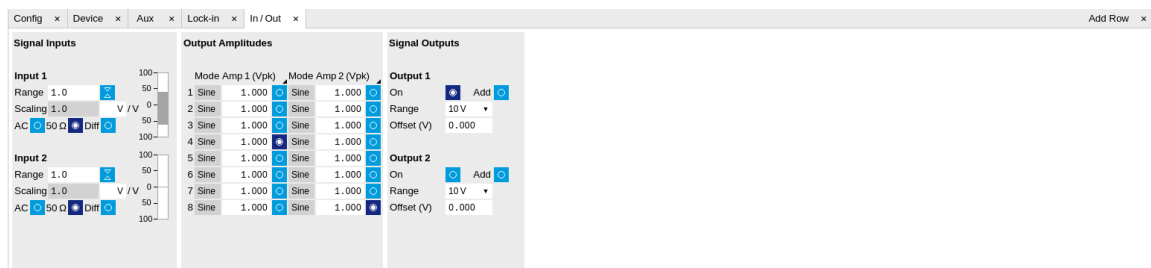 Config × Device × Aux × Lock-in × In / Out × Add Row ×
Signal Inputs
Input 1
Range 1.0
Scaling 1.0 V / V
AC 50 Ω Diff
100
50
0
50
100
Input 2
Range 1.0
Scaling 1.0 V / V
AC 50 Ω Diff
100
50
0
50
100
Output Amplitudes
Mode Amp 1 (Vpk) Mode Amp 2 (Vpk)
1 Sine 1.000 Sine 1.000
2 Sine 1.000 Sine 1.000
3 Sine 1.000 Sine 1.000
4 Sine 1.000 Sine 1.000
5 Sine 1.000 Sine 1.000
6 Sine 1.000 Sine 1.000
7 Sine 1.000 Sine 1.000
8 Sine 1.000 Sine 1.000
Signal Outputs
Output 1
On Add
Range 10 V
Offset (V) 0.000
Output 2
On Add
Range 10 V
Offset (V) 0.000